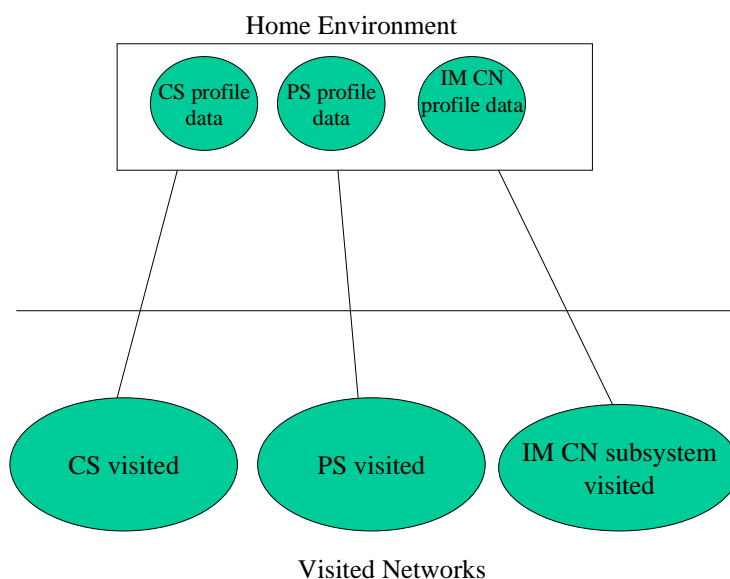 Home Environment
CS profile
data
PS profile
data
IM CN
profile data
CS visited
PS visited
IM CN subsystem
visited
Visited Networks